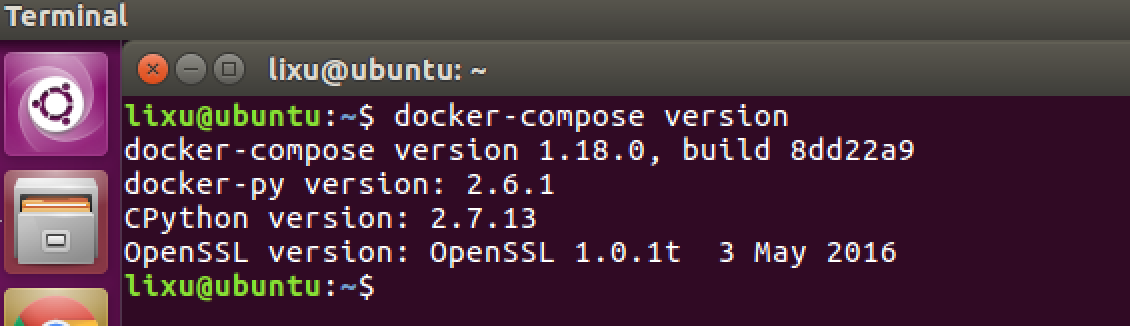 Terminal
lixu@ubuntu: ~
lixu@ubuntu:~$ docker-compose version
docker-compose version 1.18.0, build 8dd22a9
docker-py version: 2.6.1
CPython version: 2.7.13
OpenSSL version: OpenSSL 1.0.1t  3 May 2016
lixu@ubuntu:~$